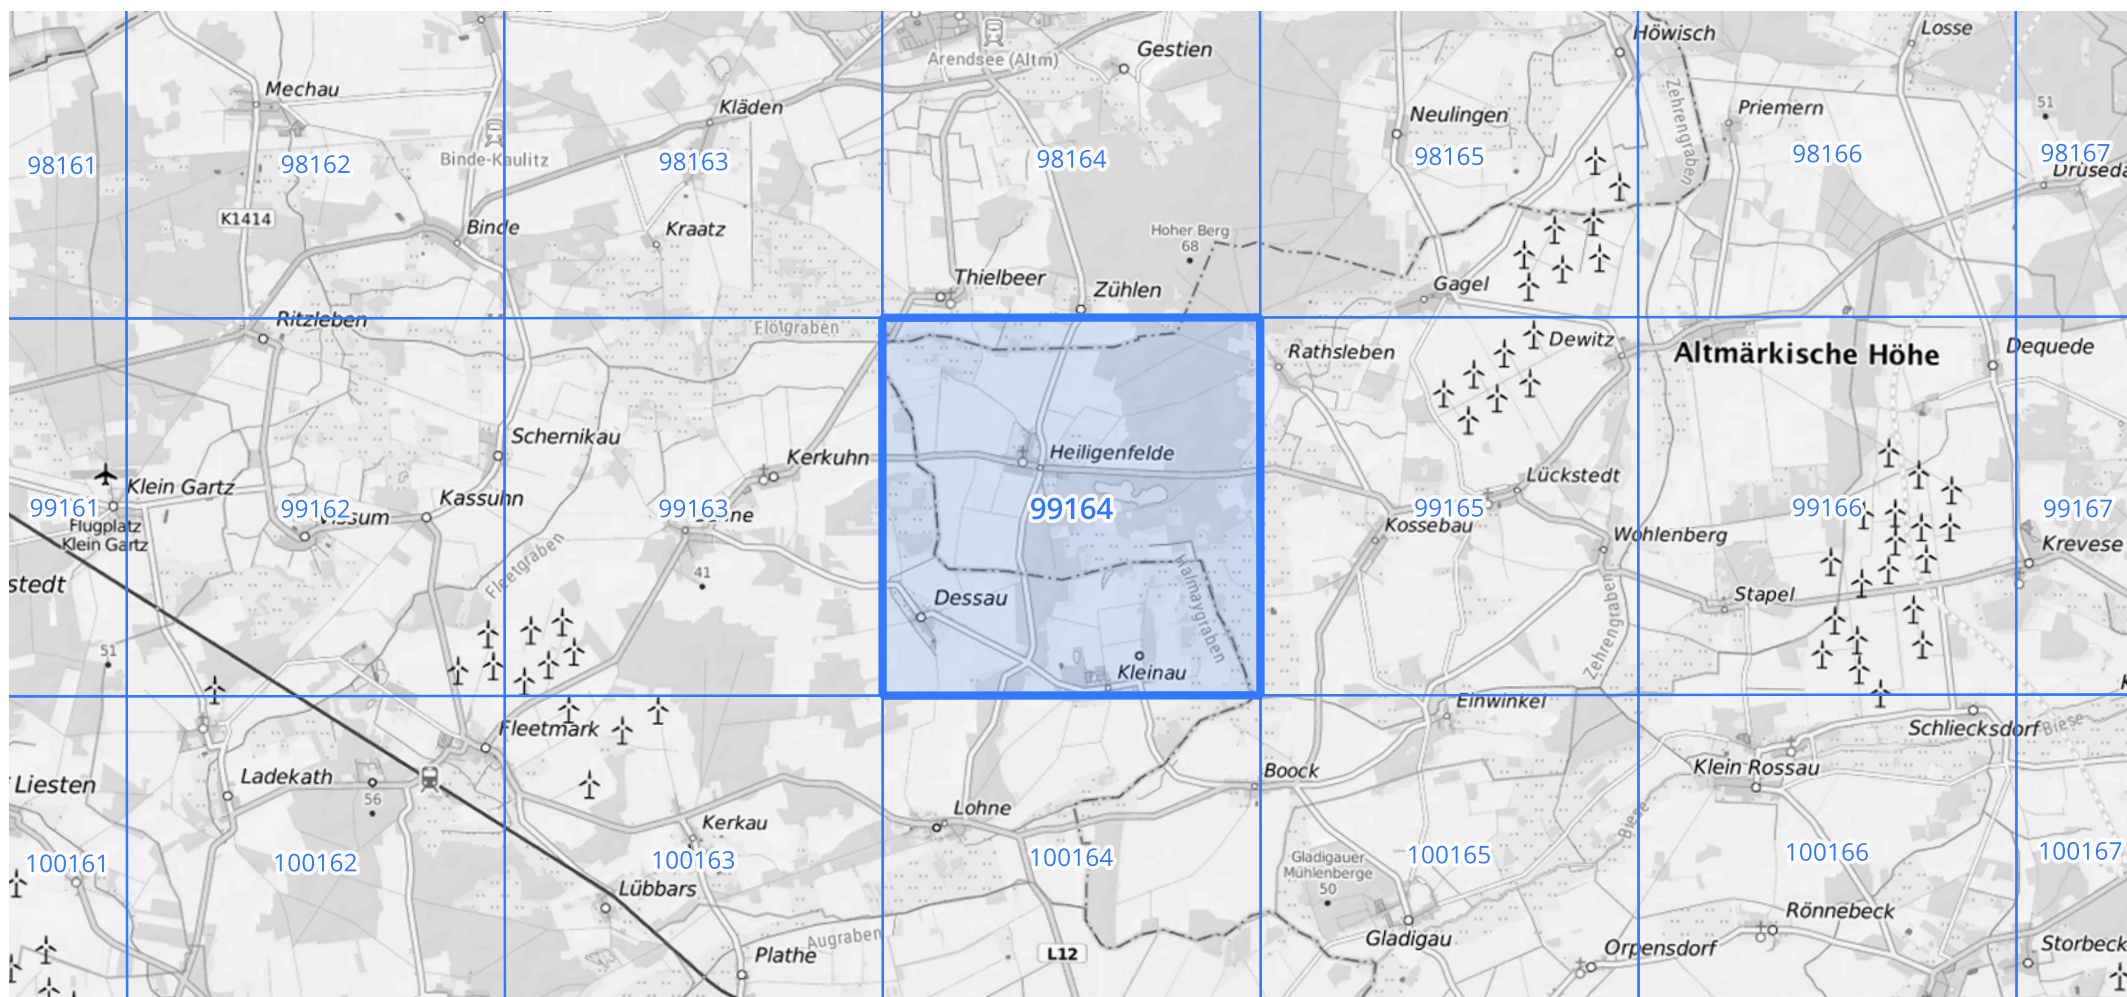 Höwisch
Losse
Gestien
Arendsee (Altm)
Mechau
Kläden
Neulingen
Priemern
Zehrengraben
51
98161
98162
Binde-Kaulitz
98163
98164
98165
98166
98167
K1414
Binde
Kraatz
Hoher Berg
68
Thielbeer
Zühlen
Gagel
Ritzleben
Flötgraben
Rathsleben
Dewitz
Altmärkische Höhe
Dequede
Schernikau
Kerkuhn
Heiligenfelde
Lückstedt
Klein Gartz
Kassuhn
99161
99162
99163
99164
99165
99166
99167
Flugplatz
Klein Gartz
Kossebau
Wohlenberg
Krevese
stedt
Fleetgraben
41
Dessau
Halmaygraben
Zehrengraben
Stapel
51
Kleinau
Einwinkel
Fleetmark
Schliecksdorf
Biese
Liesten
Ladekath
56
Boock
Klein Rossau
Lohne
Kerkau
Biese
100161
100162
100163
100164
100165
100166
100167
Gladigauer
Mühlenberge
50
Lübbars
Rönnebeck
Augraben
Plathe
L12
Gladigau
Orpensdorf
Storbeck